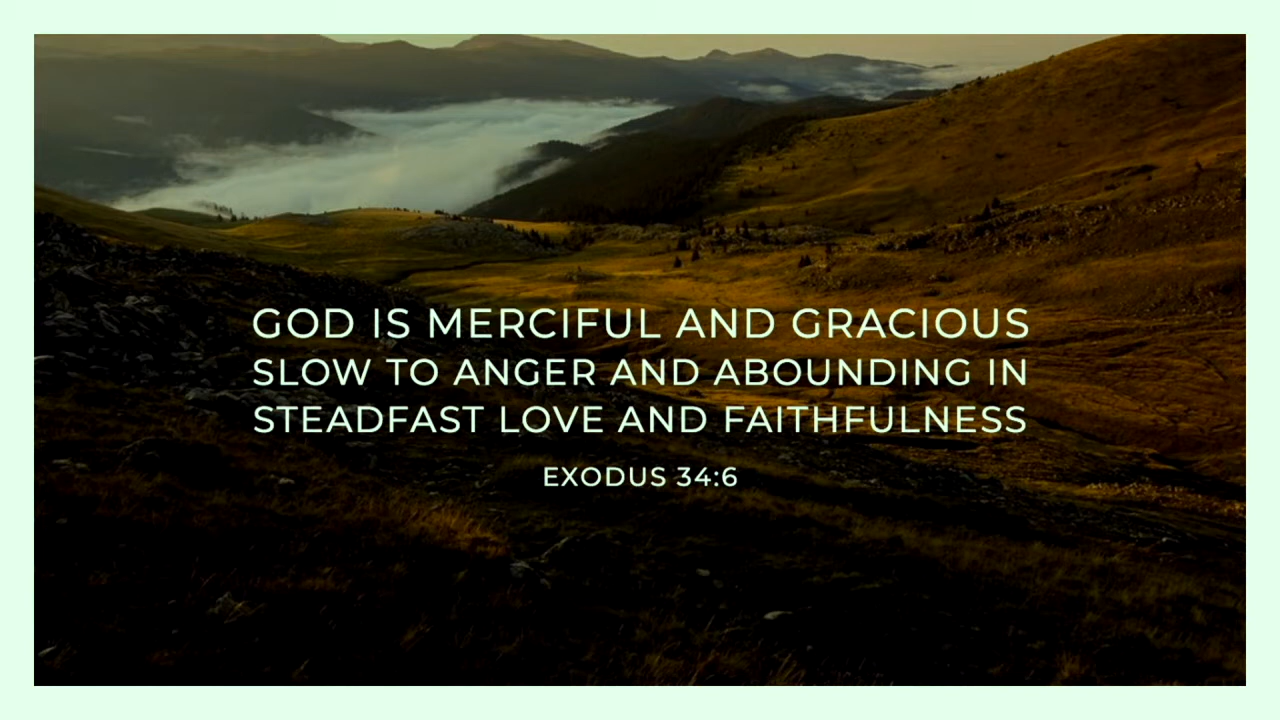 GOD IS MERCIFUL AND GRACIOUS
SLOW TO ANGER AND ABOUNDING IN
STEADFAST LOVE AND FAITHFULNESS
EXODUS 34:6